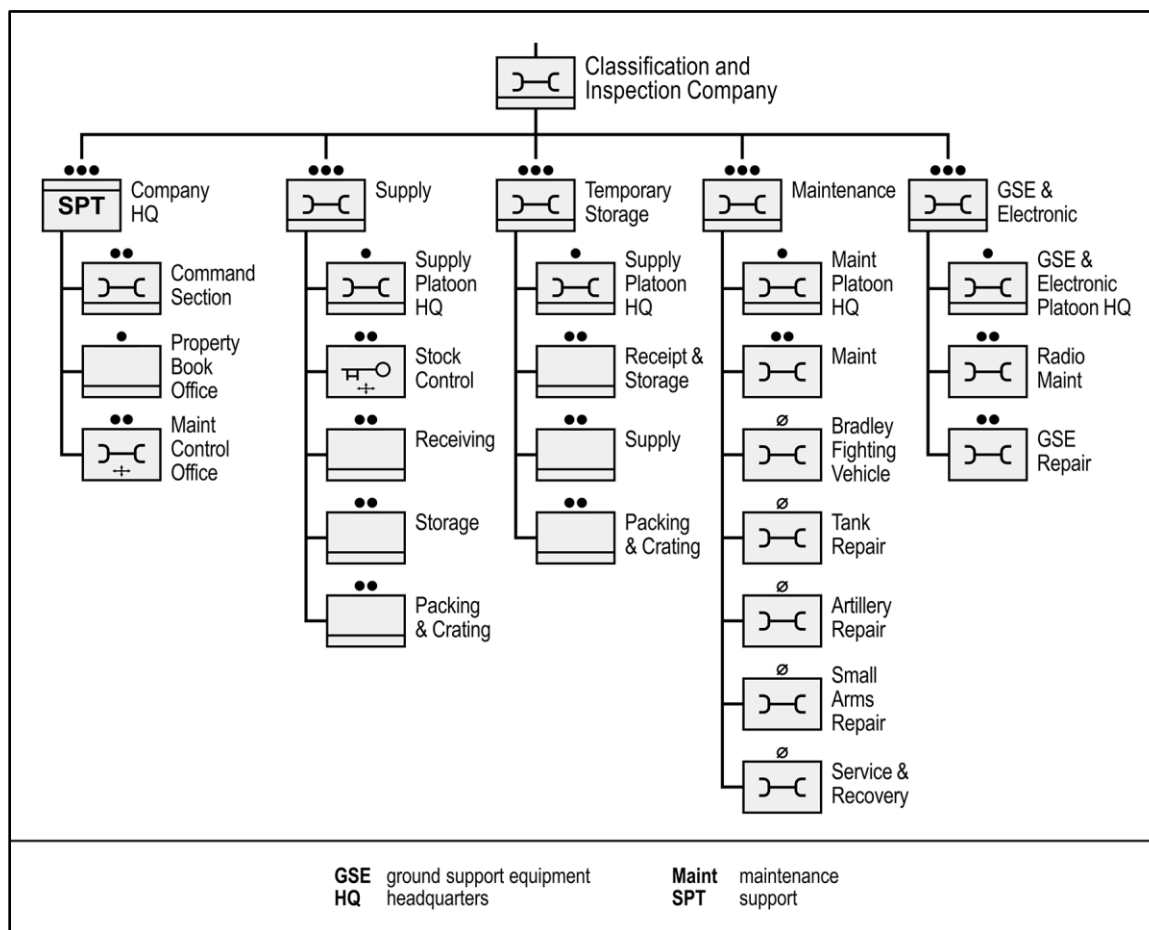 Classification and
Inspection Company
SPT
Company
HQ
Supply
Temporary
Storage
Maintenance
GSE &
Electronic
Command
Section
Property
Book
Office
Maint
Control
Office
Supply
Platoon
HQ
Stock
Control
Receiving
Storage
Packing
& Crating
Supply
Platoon
HQ
Receipt &
Storage
Supply
Packing
& Crating
Maint
Platoon
HQ
Maint
Bradley
Fighting
Vehicle
Tank
Repair
Artillery
Repair
Small
Arms
Repair
Service &
Recovery
GSE &
Electronic
Platoon HQ
Radio
Maint
GSE
Repair
GSE ground support equipment
HQ headquarters
Maint maintenance
SPT support